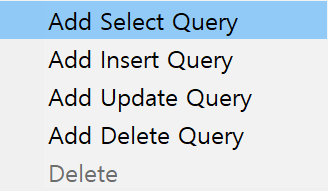 Add Select Query
Add Insert Query
Add Update Query
Add Delete Query
Delete